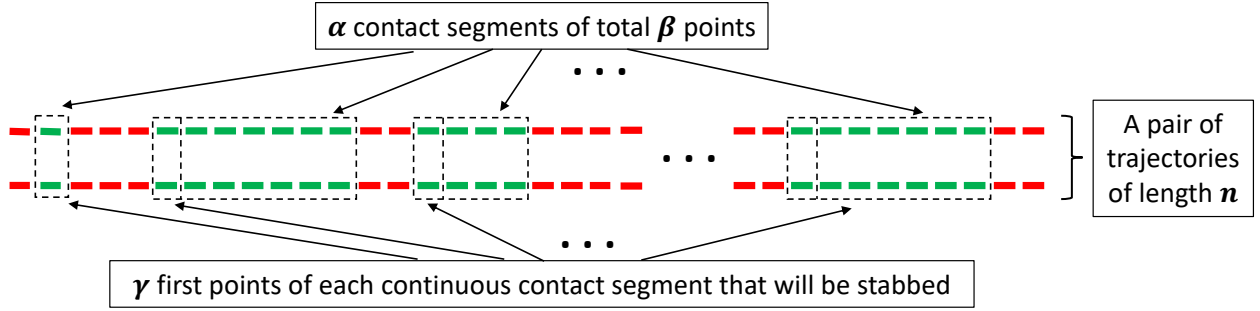 𝜶 contact segments of total 𝜷 points
A pair of
trajectories
of length 𝒏
𝜸 first points of each continuous contact segment that will be stabbed